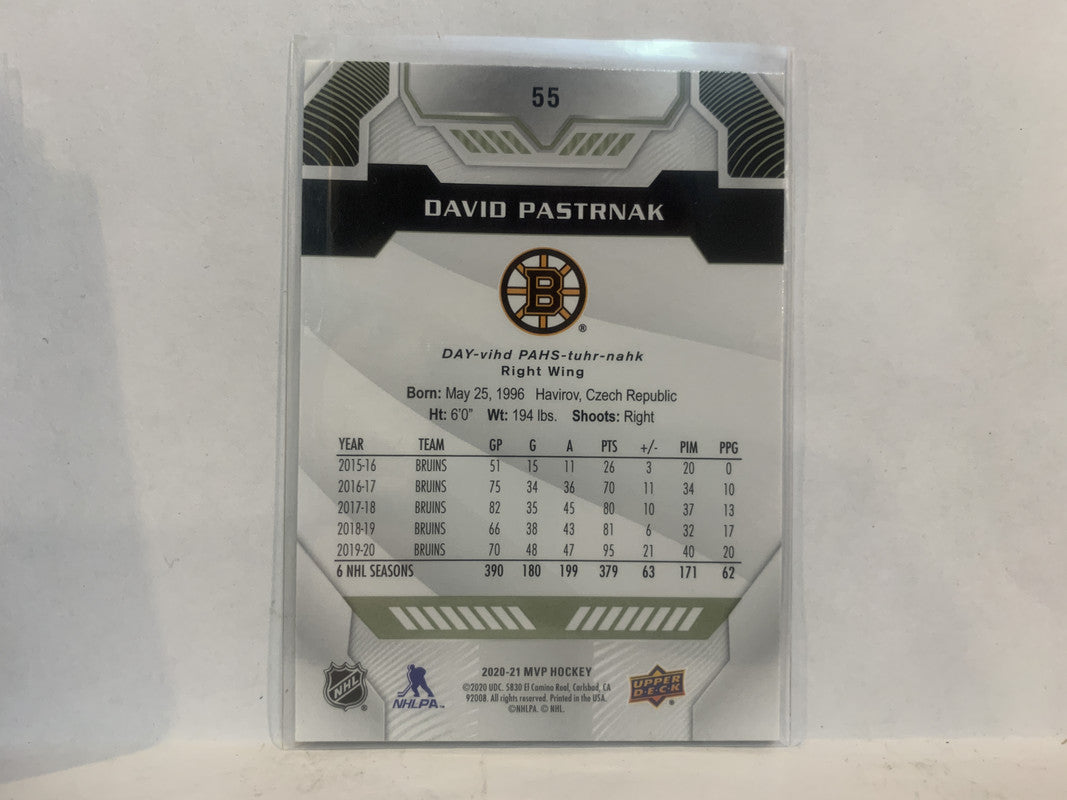 55
DAVID PASTRNAK
B
®
DAY-vihd PAHS-tuhr-nahk
Right Wing
Born: May 25, 1996 Havirov, Czech Republic
Ht: 6'0" Wt: 194 lbs. Shoots: Right
YEAR TEAM GP G A PTS +/- PIM PPG
2015-16 BRUINS 51 15 11 26 3 20 0
2016-17 BRUINS 75 34 36 70 11 34 10
2017-18 BRUINS 82 35 45 80 10 37 13
2018-19 BRUINS 66 38 43 81 6 32 17
2019-20 BRUINS 70 48 47 95 21 40 20
6 NHL SEASONS 390 180 199 379 63 171 62
NHL ®
NHLPA™
2020-21 MVP HOCKEY
©2020 UDC. 5830 El Camino Real, Carlsbad, CA
92008. All rights reserved. Printed in the USA.
©NHLPA. © NHL.
UPPER
D·E·C·K ®